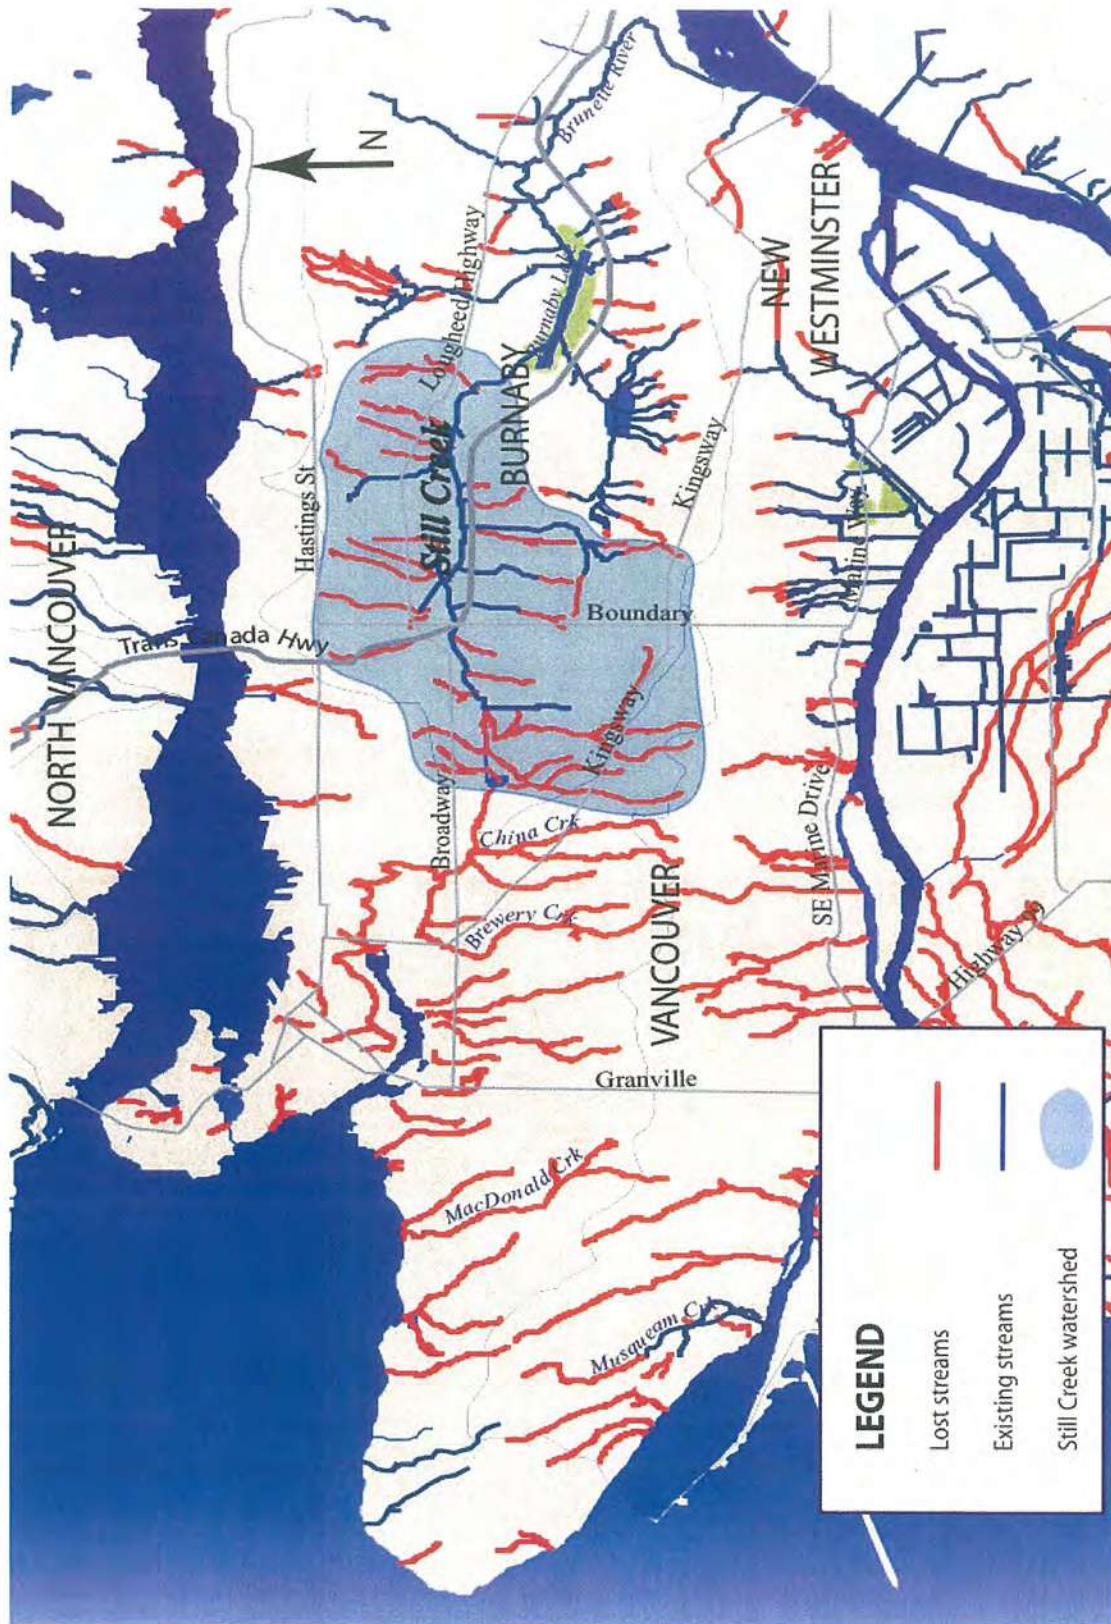 NORTH VANCOUVER
Trans Canada Hwy
N
Hastings St
Lougheed Highway
Brunette River
Still Creek
BURNABY
Burnaby Lake
Broadway
Boundary
Kingsway
Kingsway
China Crk
Brewery Crk
VANCOUVER
NEW
WESTMINSTER
Marine Way
SE Marine Drive
Granville
MacDonald Crk
Musqueam Crk
Highway 99
LEGEND
Lost streams
Existing streams
Still Creek watershed